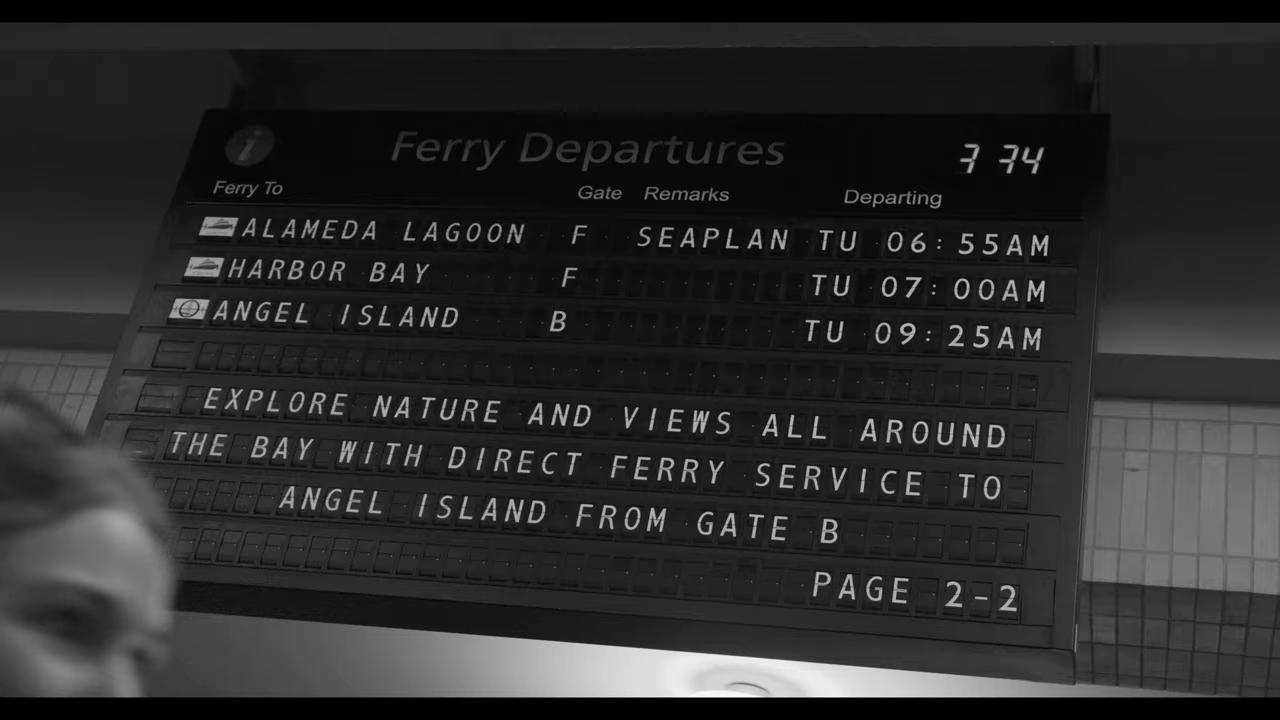 i Ferry Departures 7 34
Ferry To Gate Remarks Departing
ALAMEDA LAGOON F SEAPLAN TU 06:55AM
HARBOR BAY F TU 07:00AM
ANGEL ISLAND B TU 09:25AM
EXPLORE NATURE AND VIEWS ALL AROUND
THE BAY WITH DIRECT FERRY SERVICE TO
ANGEL ISLAND FROM GATE B
PAGE 2-2